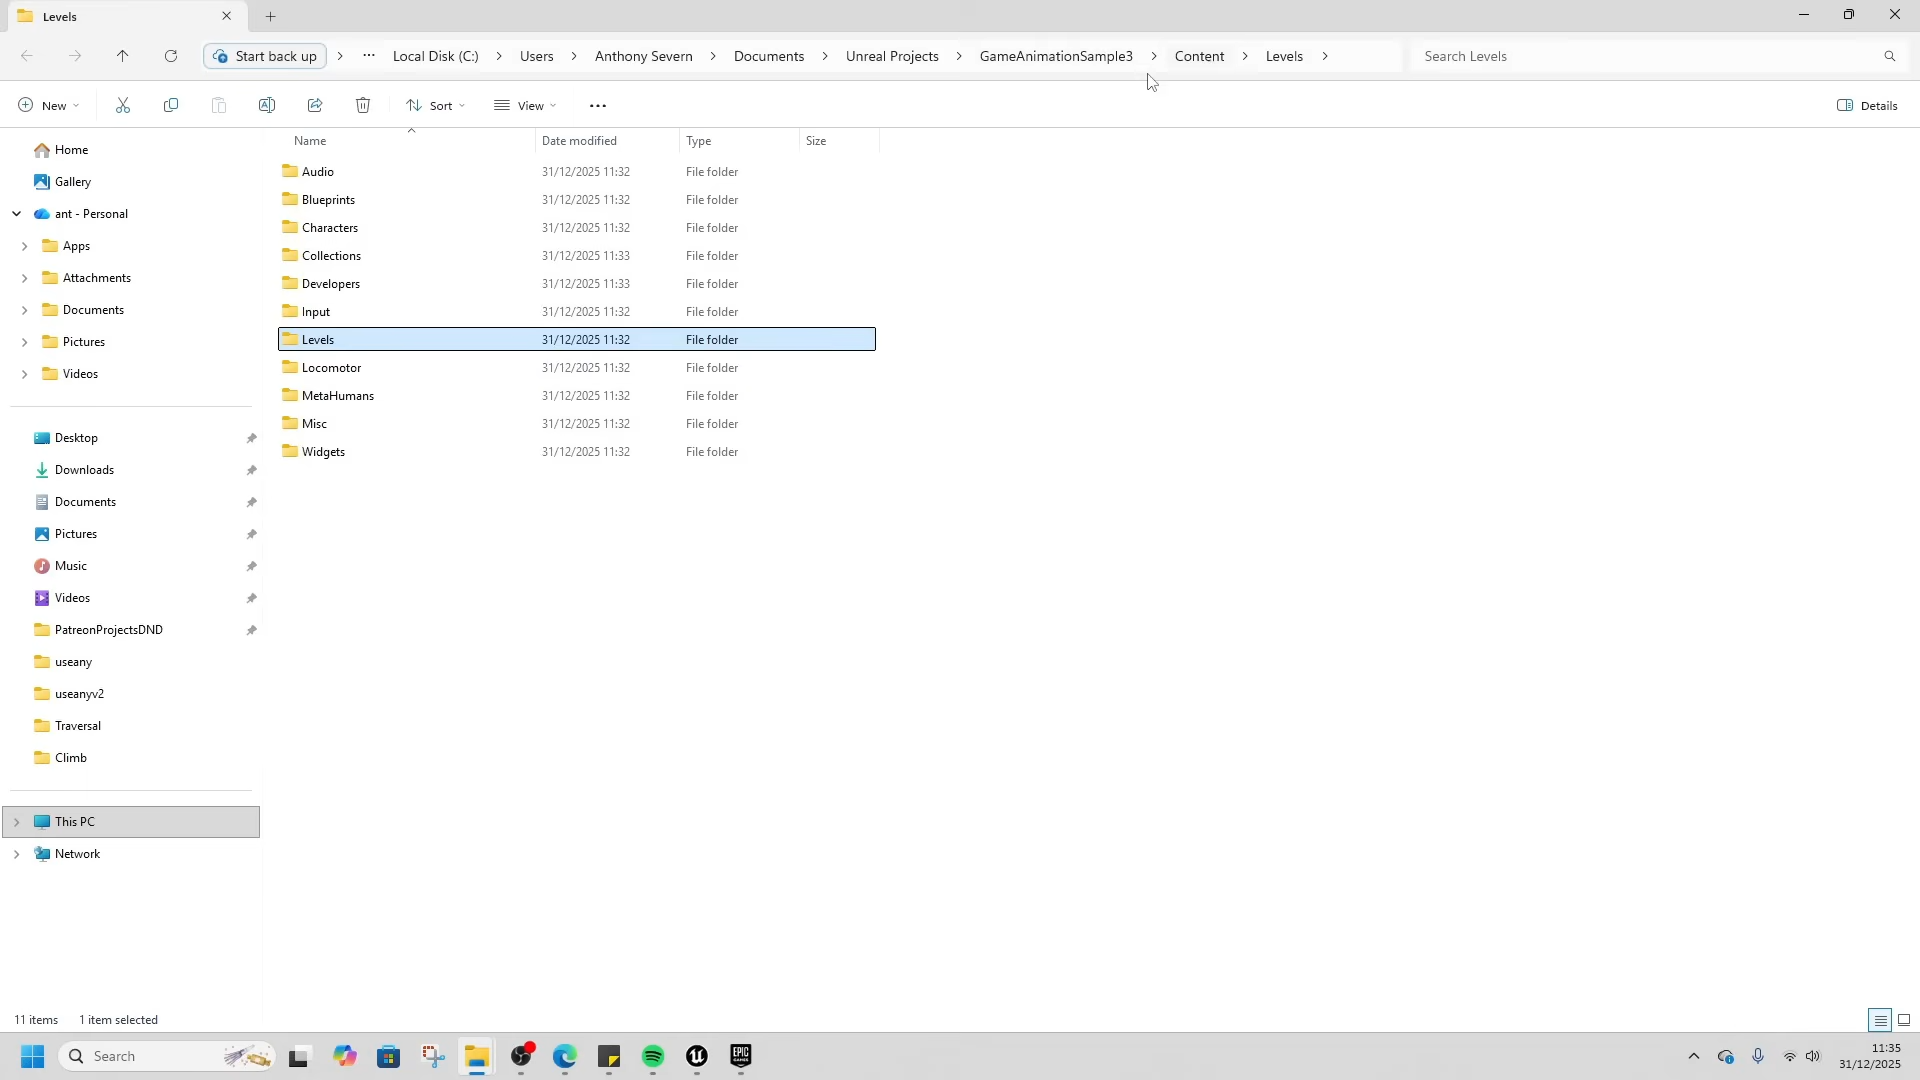 Levels
Start back up
Local Disk (C:)
Users
Anthony Severn
Documents
Unreal Projects
GameAnimationSample3
Content
Levels
Search Levels
New
Sort
View
Details
Name
Date modified
Type
Size
Home
Gallery
ant - Personal
Apps
Attachments
Documents
Pictures
Videos
Desktop
Downloads
Documents
Pictures
Music
Videos
PatreonProjectsDND
useany
useanyv2
Traversal
Climb
This PC
Network
Audio 31/12/2025 11:32 File folder
Blueprints 31/12/2025 11:32 File folder
Characters 31/12/2025 11:32 File folder
Collections 31/12/2025 11:33 File folder
Developers 31/12/2025 11:33 File folder
Input 31/12/2025 11:32 File folder
Levels 31/12/2025 11:32 File folder
Locomotor 31/12/2025 11:32 File folder
MetaHumans 31/12/2025 11:32 File folder
Misc 31/12/2025 11:32 File folder
Widgets 31/12/2025 11:32 File folder
11 items 1 item selected
Search
EPIC GAMES
11:35
31/12/2025